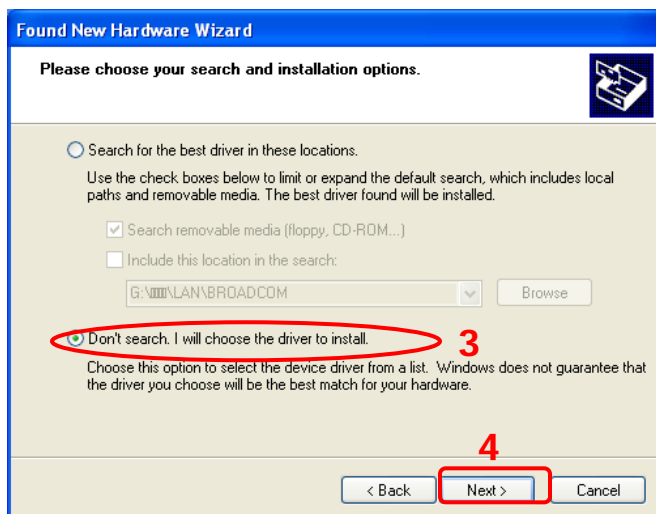 Found New Hardware Wizard
Please choose your search and installation options.
Search for the best driver in these locations.
Use the check boxes below to limit or expand the default search, which includes local
paths and removable media. The best driver found will be installed.
Search removable media (floppy, CD-ROM...)
Include this location in the search:
\LAN\BROADCOM
Browse
Don't search. I will choose the driver to install.
3
Choose this option to select the device driver from a list. Windows does not guarantee that
the driver you choose will be the best match for your hardware.
4
< Back
Next >
Cancel